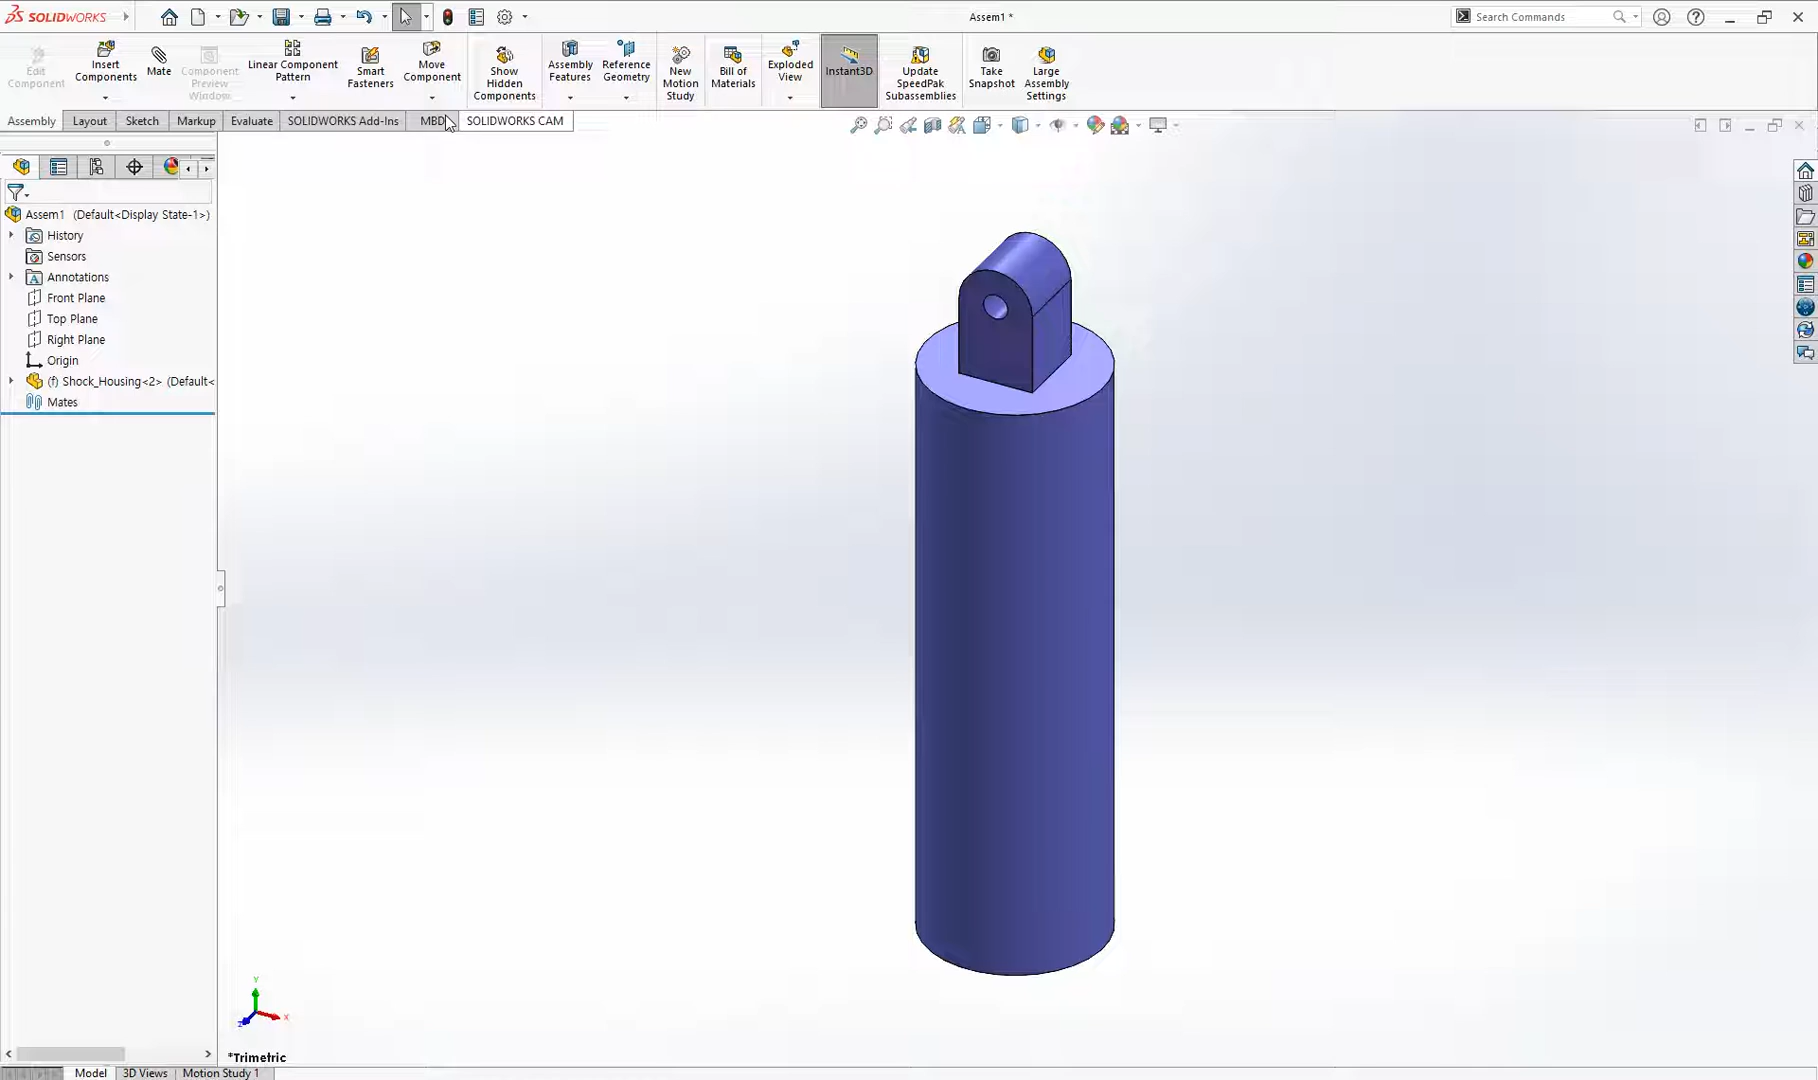 SOLIDWORKS
Assem1 *
Search Commands
Edit Component
Insert Components
Mate
Component Preview Window
Linear Component Pattern
Smart Fasteners
Move Component
Show Hidden Components
Assembly Features
Reference Geometry
New Motion Study
Bill of Materials
Exploded View
Instant3D
Update SpeedPak Subassemblies
Take Snapshot
Large Assembly Settings
Assembly
Layout
Sketch
Markup
Evaluate
SOLIDWORKS Add-Ins
MBD
SOLIDWORKS CAM
Assem1 (Default<Display State-1>)
History
Sensors
Annotations
Front Plane
Top Plane
Right Plane
Origin
(f) Shock_Housing<2> (Default<
Mates
Y
X
Z
*Trimetric
Model
3D Views
Motion Study 1